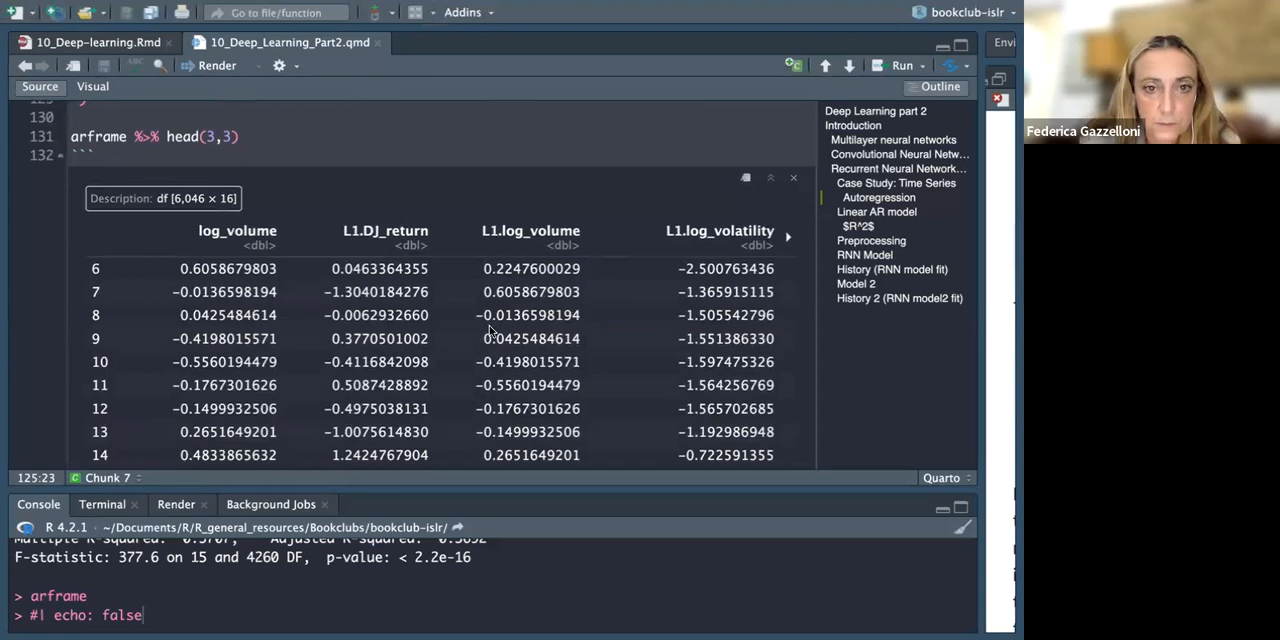 Go to file/function
Addins
bookclub-islr
10_Deep-learning.Rmd
10_Deep_Learning_Part2.qmd
Envi
Render
Run
Source
Visual
Outline
130
131 arframe %>% head(3,3)
132 ```
Description: df [6,046 × 16]
log_volume L1.DJ_return L1.log_volume L1.log_volatility
<dbl> <dbl> <dbl> <dbl>
6 0.6058679803 0.0463364355 0.2247600029 -2.500763436
7 -0.0136598194 -1.3040184276 0.6058679803 -1.365915115
8 0.0425484614 -0.0062932660 -0.0136598194 -1.505542796
9 -0.4198015571 0.3770501002 0.0425484614 -1.551386330
10 -0.5560194479 -0.4116842098 -0.4198015571 -1.597475326
11 -0.1767301626 0.5087428892 -0.5560194479 -1.564256769
12 -0.1499932506 -0.4975038131 -0.1767301626 -1.565702685
13 0.2651649201 -1.0075614830 -0.1499932506 -1.192986948
14 0.4833865632 1.2424767904 0.2651649201 -0.722591355
Deep Learning part 2
Introduction
Multilayer neural networks
Convolutional Neural Netw...
Recurrent Neural Network...
Case Study: Time Series
Autoregression
Linear AR model
$R^2$
Preprocessing
RNN Model
History (RNN model fit)
Model 2
History 2 (RNN model2 fit)
125:23
Chunk 7
Quarto
Console
Terminal
Render
Background Jobs
R 4.2.1 · ~/Documents/R/R_general_resources/Bookclubs/bookclub-islr/
F-statistic: 377.6 on 15 and 4260 DF, p-value: < 2.2e-16
> arframe
> #| echo: false
Federica Gazzelloni